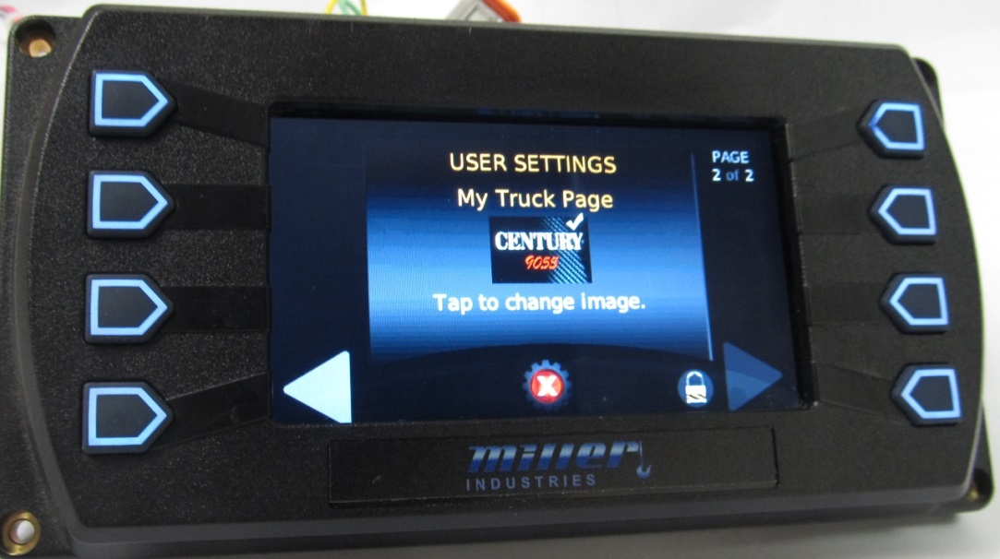 USER SETTINGS
PAGE
2 of 2
My Truck Page
CENTURY
9055
Tap to change image.
miller
INDUSTRIES